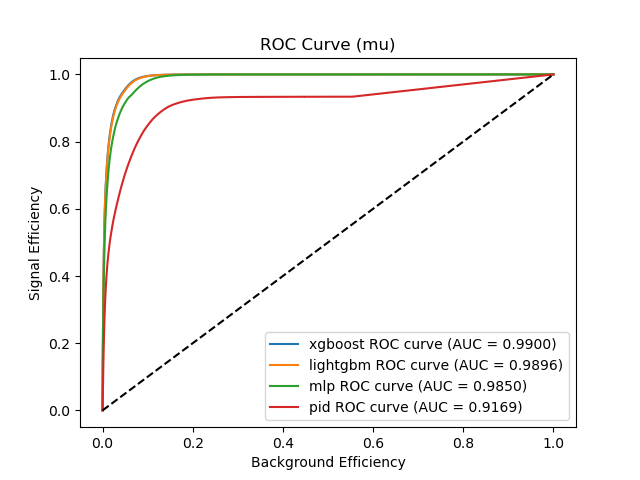 ROC Curve (mu)
1.0
0.8
0.6
0.4
0.2
0.0
Signal Efficiency
xgboost ROC curve (AUC = 0.9900)
lightgbm ROC curve (AUC = 0.9896)
mlp ROC curve (AUC = 0.9850)
pid ROC curve (AUC = 0.9169)
0.0 0.2 0.4 0.6 0.8 1.0
Background Efficiency